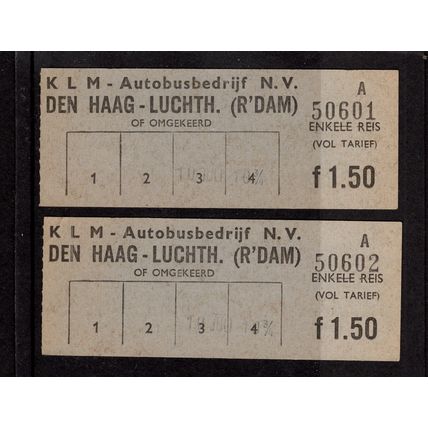 K L M - Autobusbedrijf N.V.
DEN HAAG - LUCHTH. (R'DAM)
OF OMGEKEERD
1 2 3 4
A
50601
ENKELE REIS
(VOL TARIEF)
f 1.50
K L M - Autobusbedrijf N.V.
DEN HAAG - LUCHTH. (R'DAM)
OF OMGEKEERD
1 2 3 4
A
50602
ENKELE REIS
(VOL TARIEF)
f 1.50